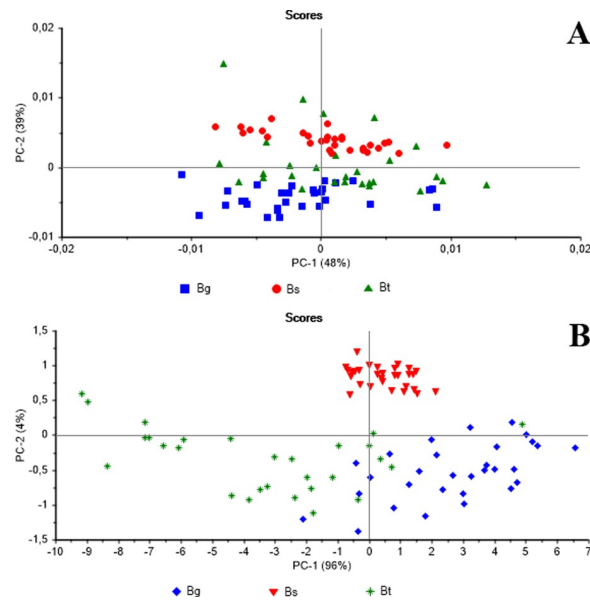 Scores
A
0,02
0,01
0
-0,01
-0,02
-0,01
0
0,01
0,02
PC-2 (39%)
PC-1 (48%)
Bg Bs Bt
Scores
B
1,5
1
0,5
0
-0,5
-1
-1,5
-10 -9 -8 -7 -6 -5 -4 -3 -2 -1 0 1 2 3 4 5 6 7
PC-2 (4%)
PC-1 (96%)
Bg Bs Bt